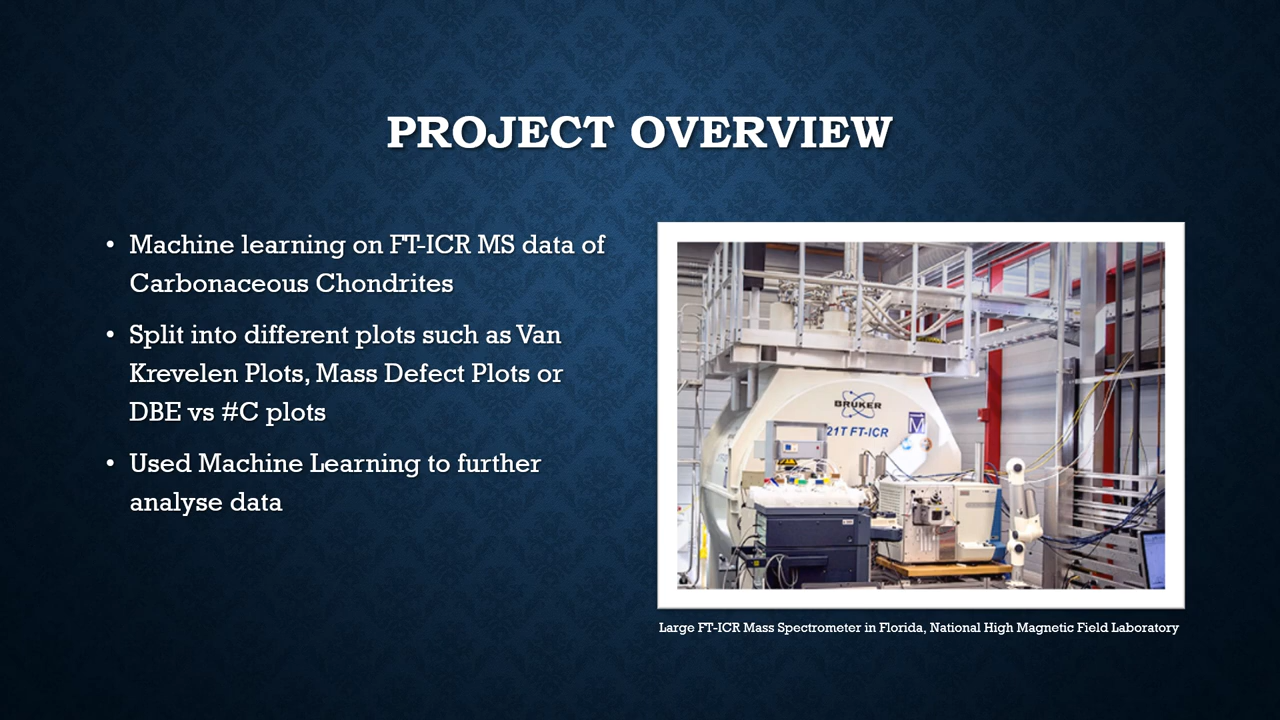 PROJECT OVERVIEW
• Machine learning on FT-ICR MS data of
Carbonaceous Chondrites
• Split into different plots such as Van
Krevelen Plots, Mass Defect Plots or
DBE vs #C plots
• Used Machine Learning to further
analyse data
BRUKER
21T FT-ICR
Large FT-ICR Mass Spectrometer in Florida, National High Magnetic Field Laboratory